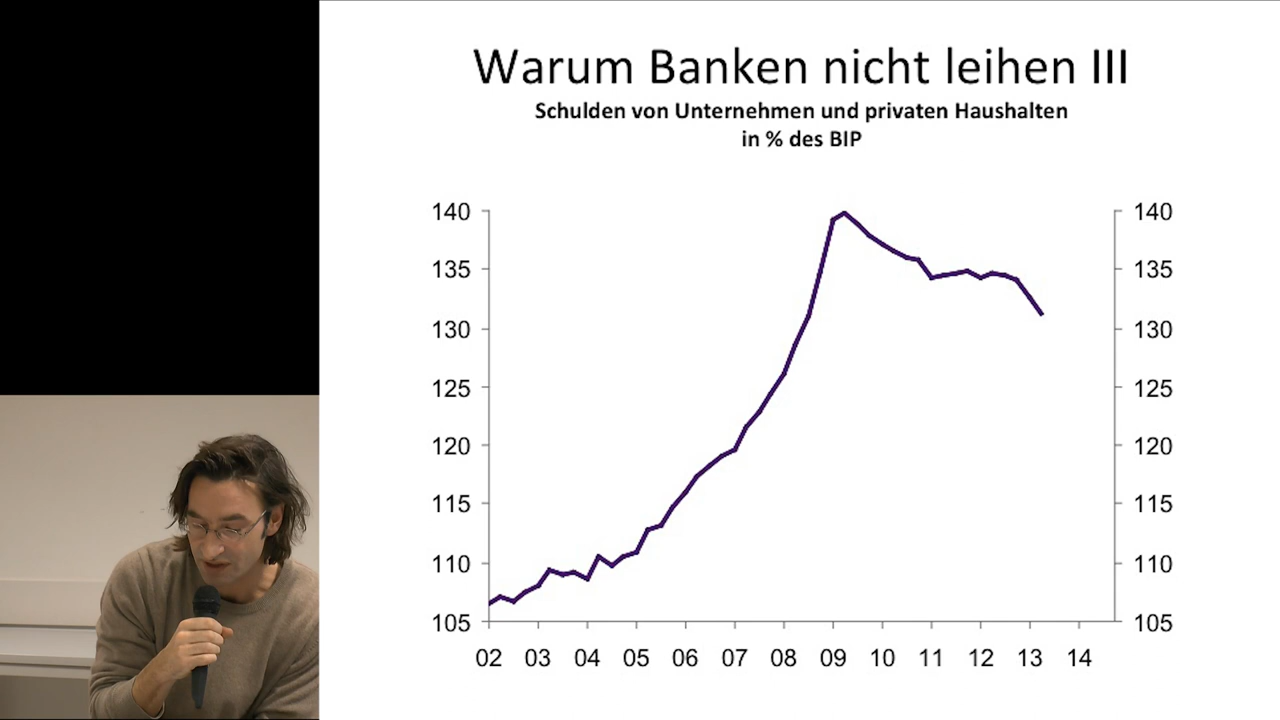 Warum Banken nicht leihen III
Schulden von Unternehmen und privaten Haushalten
in % des BIP
140 140
135 135
130 130
125 125
120 120
115 115
110 110
105 105
02 03 04 05 06 07 08 09 10 11 12 13 14